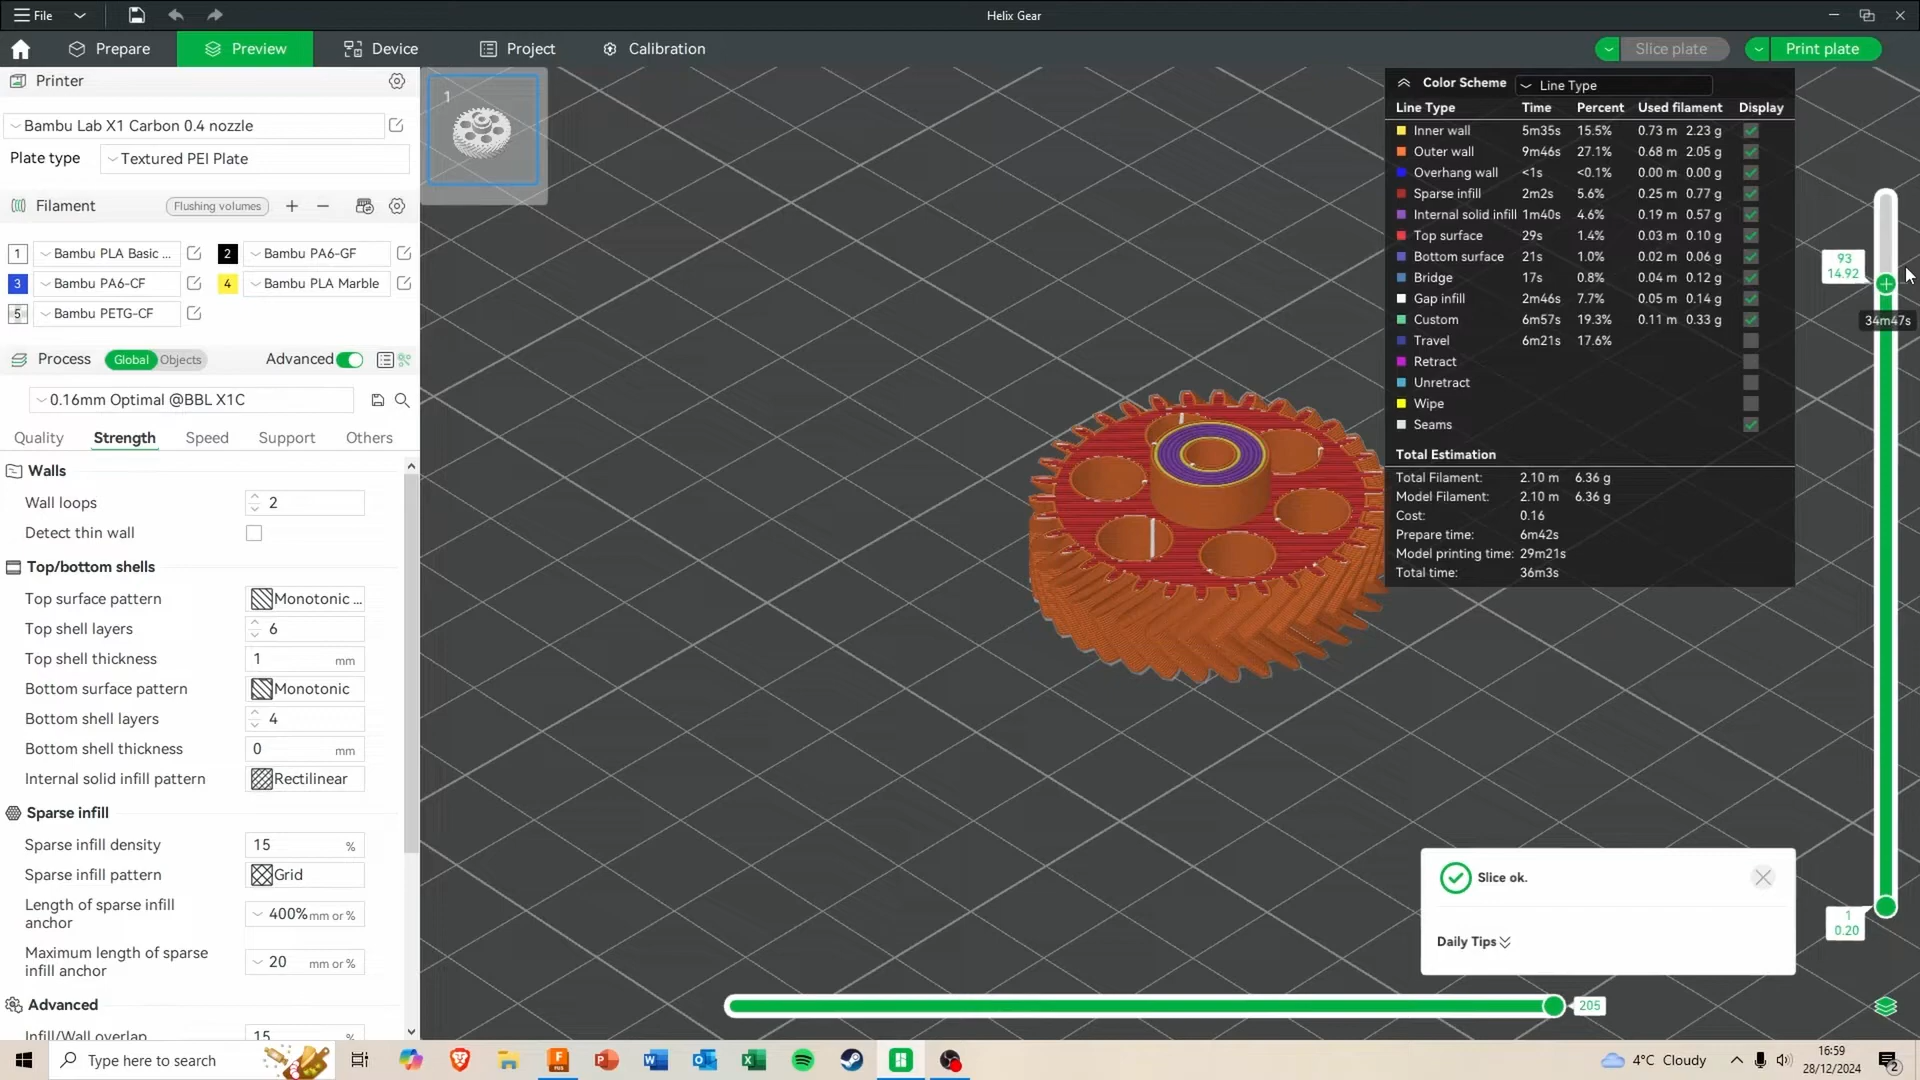 File
Helix Gear
Prepare
Preview
Device
Project
Calibration
Slice plate
Print plate
Printer
Bambu Lab X1 Carbon 0.4 nozzle
Plate type
Textured PEI Plate
Filament
Flushing volumes
1 Bambu PLA Basic ...
2 Bambu PA6-GF
3 Bambu PA6-CF
4 Bambu PLA Marble
5 Bambu PETG-CF
Process Global Objects Advanced
0.16mm Optimal @BBL X1C
Quality Strength Speed Support Others
Walls
Wall loops 2
Detect thin wall
Top/bottom shells
Top surface pattern Monotonic ...
Top shell layers 6
Top shell thickness 1 mm
Bottom surface pattern Monotonic
Bottom shell layers 4
Bottom shell thickness 0 mm
Internal solid infill pattern Rectilinear
Sparse infill
Sparse infill density 15 %
Sparse infill pattern Grid
Length of sparse infill
anchor
400% mm or %
Maximum length of sparse
infill anchor
20 mm or %
Advanced
Infill/Wall overlap 15 %
1
Color Scheme Line Type
Line Type Time Percent Used filament Display
Inner wall 5m35s 15.5% 0.73 m 2.23 g
Outer wall 9m46s 27.1% 0.68 m 2.05 g
Overhang wall <1s <0.1% 0.00 m 0.00 g
Sparse infill 2m2s 5.6% 0.25 m 0.77 g
Internal solid infill 1m40s 4.6% 0.19 m 0.57 g
Top surface 29s 1.4% 0.03 m 0.10 g
Bottom surface 21s 1.0% 0.02 m 0.06 g
Bridge 17s 0.8% 0.04 m 0.12 g
Gap infill 2m46s 7.7% 0.05 m 0.14 g
Custom 6m57s 19.3% 0.11 m 0.33 g
Travel 6m21s 17.6%
Retract
Unretract
Wipe
Seams
Total Estimation
Total Filament: 2.10 m 6.36 g
Model Filament: 2.10 m 6.36 g
Cost: 0.16
Prepare time: 6m42s
Model printing time: 29m21s
Total time: 36m3s
93
14.92
34m47s
1
0.20
Slice ok.
Daily Tips
205
Type here to search
4°C Cloudy
16:59
28/12/2024
2